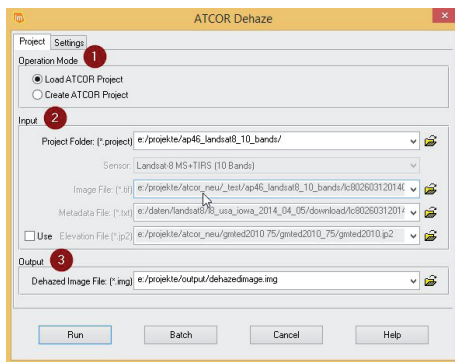 ATCOR Dehaze
Project Settings
1
Operation Mode
Load ATCOR Project
Create ATCOR Project
2
Input
Project Folder: (*.project) e:/projekte/ap46_landsat8_10_bands/
Sensor: Landsat-8 MS+TIRS (10 Bands)
Image File: (*.tif) e:/projekte/atcor_neu/_test/ap46_landsat8_10_bands/lc80260312014(
Metadata File: (*.txt) e:/daten/landsat8/l8_usa_iowa_2014_04_05/download/lc80260312014
Use Elevation File (*.jp2) e:/projekte/atcor_neu/gmted2010 75/gmted2010_75/gmted2010.jp2
3
Output
Dehazed Image File: (*.img) e:/projekte/output/dehazedimage.img
Run Batch Cancel Help